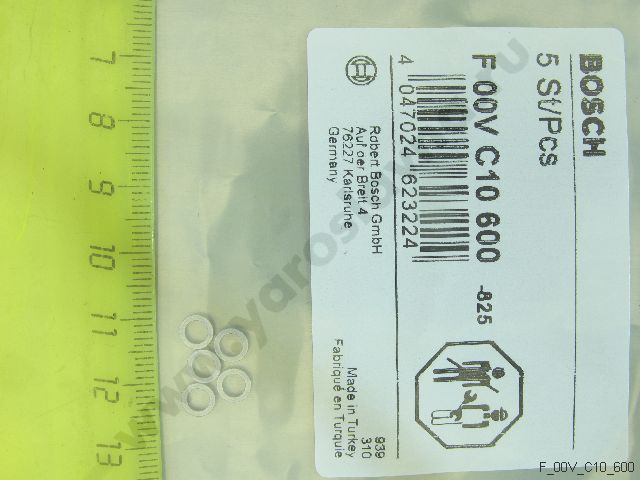 BOSCH
5 St/Pcs
F 00V C10 600 -825
4 047024 623224
Robert Bosch GmbH
Auf der Breit 4
76227 Karlsruhe
Germany
939
310
Made in Turkey
Fabriqué en Turquie
7 8 9 10 11 12 13
F_00V_C10_600